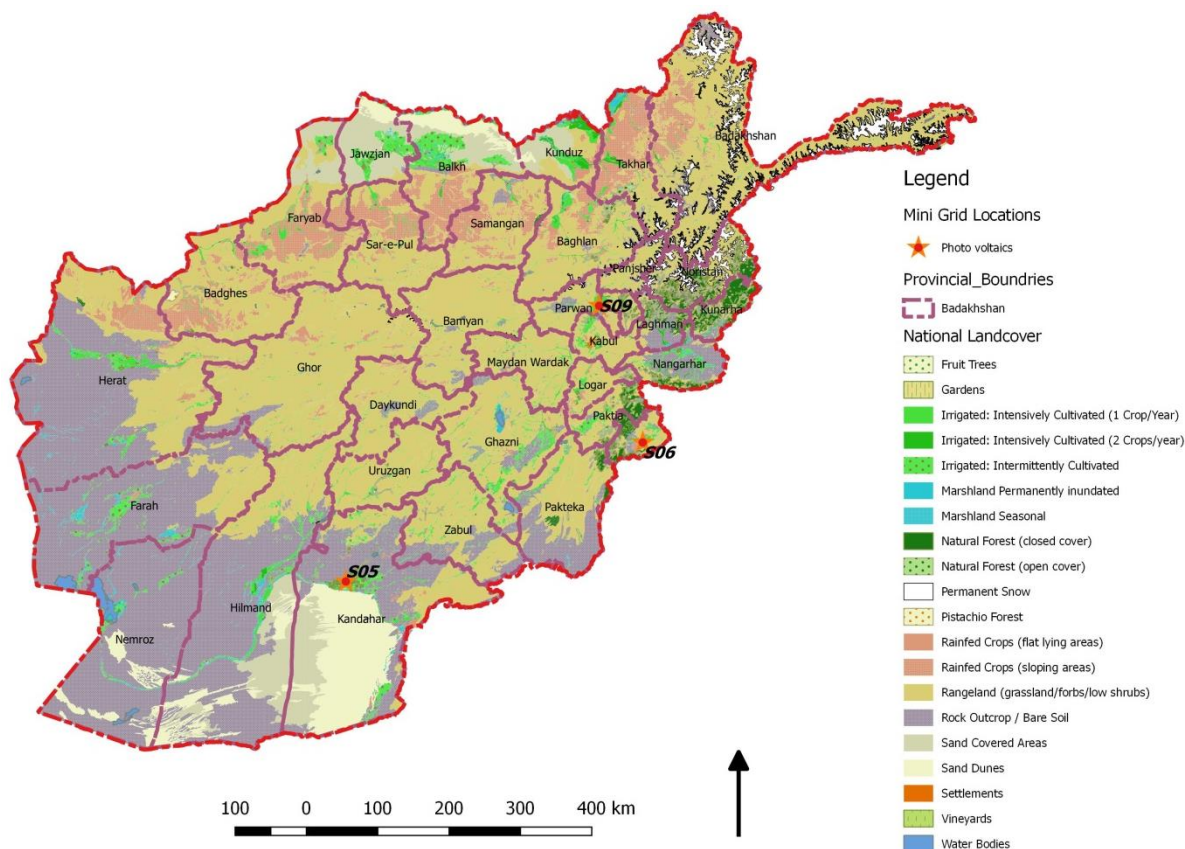 Badakhshan
Jawzjan
Balkh
Kunduz
Takhar
Faryab
Sar-e-Pul
Samangan
Baghlan
Panjsher
Noristan
Badghes
Bamyan
Parwan
S09
Laghman
Kunarha
Kabul
Herat
Ghor
Maydan Wardak
Nangarhar
Logar
Daykundi
Paktia
Ghazni
S06
Uruzgan
Farah
Zabul
Pakteka
S05
Hilmand
Kandahar
Nemroz
100 0 100 200 300 400 km
Legend
Mini Grid Locations
Photo voltaics
Provincial_Boundries
Badakhshan
National Landcover
Fruit Trees
Gardens
Irrigated: Intensively Cultivated (1 Crop/Year)
Irrigated: Intensively Cultivated (2 Crops/year)
Irrigated: Intermittently Cultivated
Marshland Permanently inundated
Marshland Seasonal
Natural Forest (closed cover)
Natural Forest (open cover)
Permanent Snow
Pistachio Forest
Rainfed Crops (flat lying areas)
Rainfed Crops (sloping areas)
Rangeland (grassland/forbs/low shrubs)
Rock Outcrop / Bare Soil
Sand Covered Areas
Sand Dunes
Settlements
Vineyards
Water Bodies